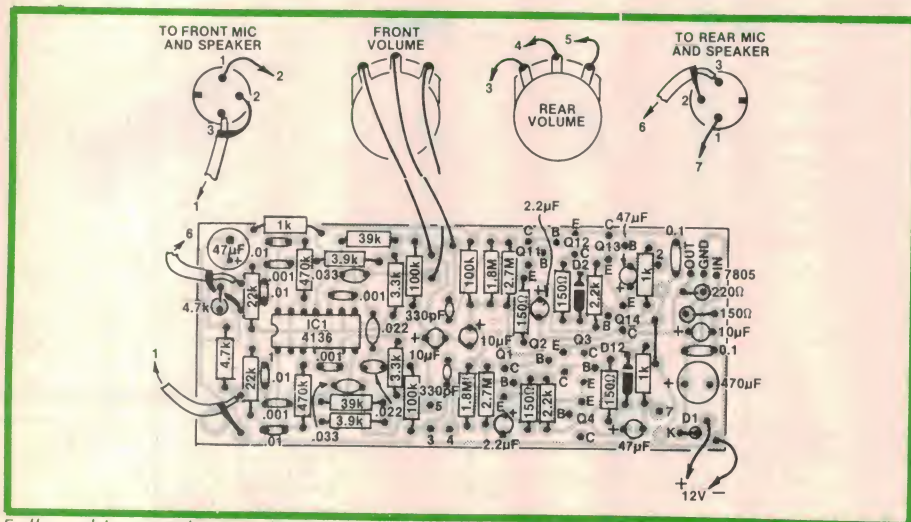 TO FRONT MIC
AND SPEAKER
FRONT
VOLUME
TO REAR MIC
AND SPEAKER
1
2
2
3
1
4
5
3
REAR
VOLUME
3
2
6
1
7
2.2µF
6
1k
47µF
+
.01
39k
3.9k
.001
.033
470k
.01
22k
4.7k
3.3k
100k
.001
IC1
4136
.022
330pF
10µF
+
100k
1.8M
2.7M
10µF
+
C
B
E
Q11
E
B
Q12
C
D2
C
B
Q13
E
47µF
+
1k
2
0.1
OUT
GND
IN
7805
220Ω
150Ω
+
10µF
0.1
150Ω
150Ω
2.2k
Q14
E
B
C
Q2
Q3
Q1
E
C
B
D12
1k
+
470µF
1
4.7k
22k
1
.01
.001
.01
470k
.033
.001
39k
3.9k
.022
3.3k
100k
330pF
5
3
4
1.8M
2.7M
+
2.2µF
150Ω
2.2k
B
E
Q4
C
150Ω
+
47µF
7
D1
K
+
12V
−